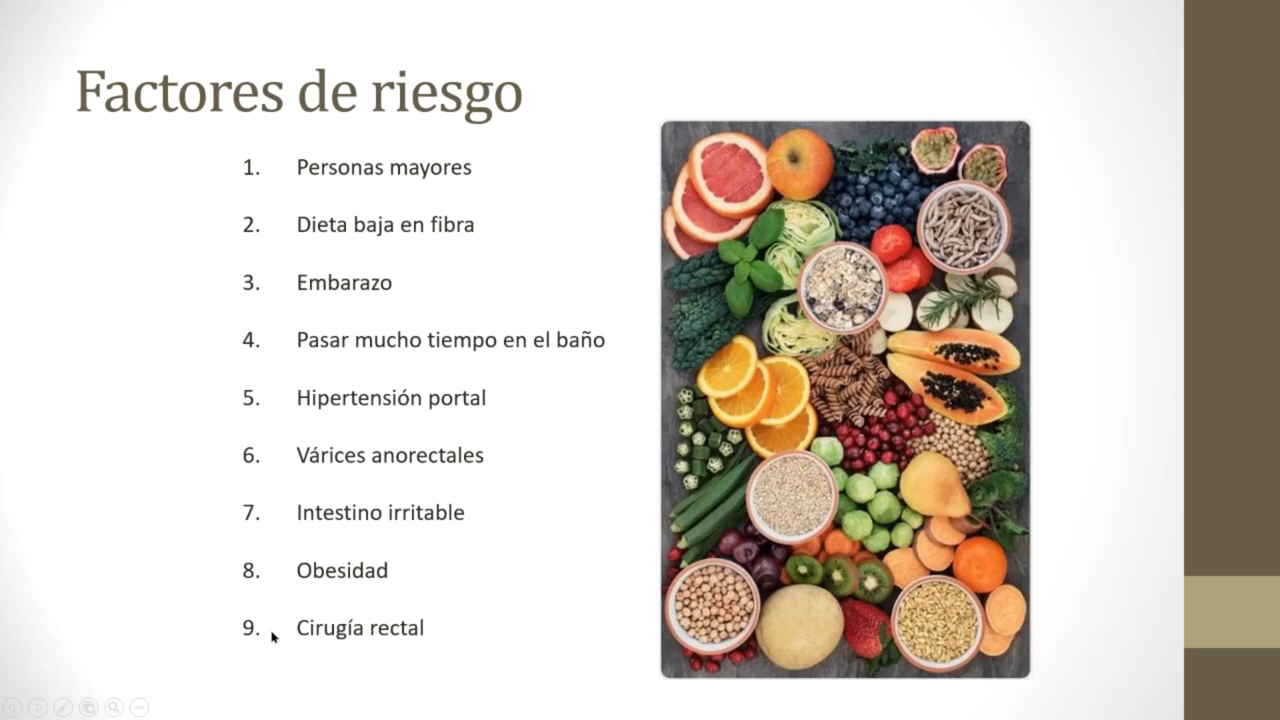 Factores de riesgo
1. Personas mayores
2. Dieta baja en fibra
3. Embarazo
4. Pasar mucho tiempo en el baño
5. Hipertensión portal
6. Várices anorectales
7. Intestino irritable
8. Obesidad
9. Cirugía rectal